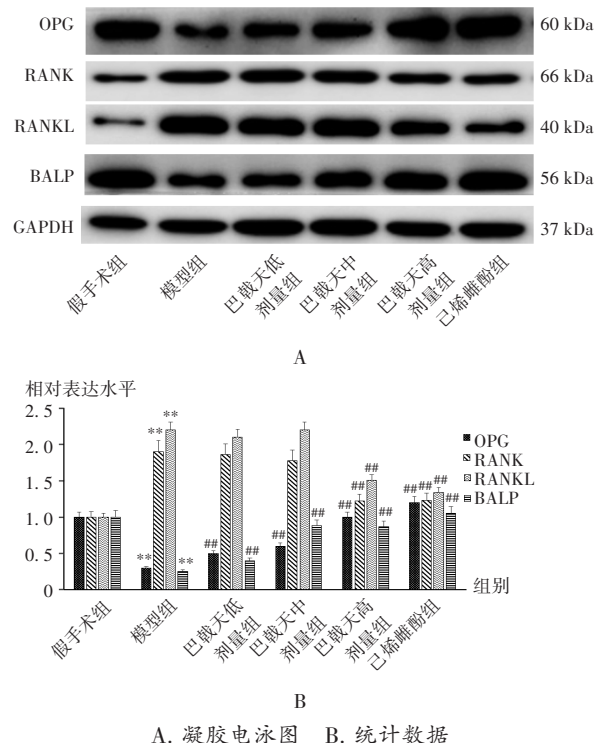 OPG 60 kDa
RANK 66 kDa
RANKL 40 kDa
BALP 56 kDa
GAPDH 37 kDa
假手术组
模型组
巴戟天低
剂量组
巴戟天中
剂量组
巴戟天高
剂量组
己烯雌酚组
A
相对表达水平
2.5
2.0
1.5
1.0
0.5
0
** ** ** **
## ##
## ##
## ## ## ##
## ## ## ##
OPG
RANK
RANKL
BALP
组别
假手术组
模型组
巴戟天低
剂量组
巴戟天中
剂量组
巴戟天高
剂量组
己烯雌酚组
B
A. 凝胶电泳图 B. 统计数据